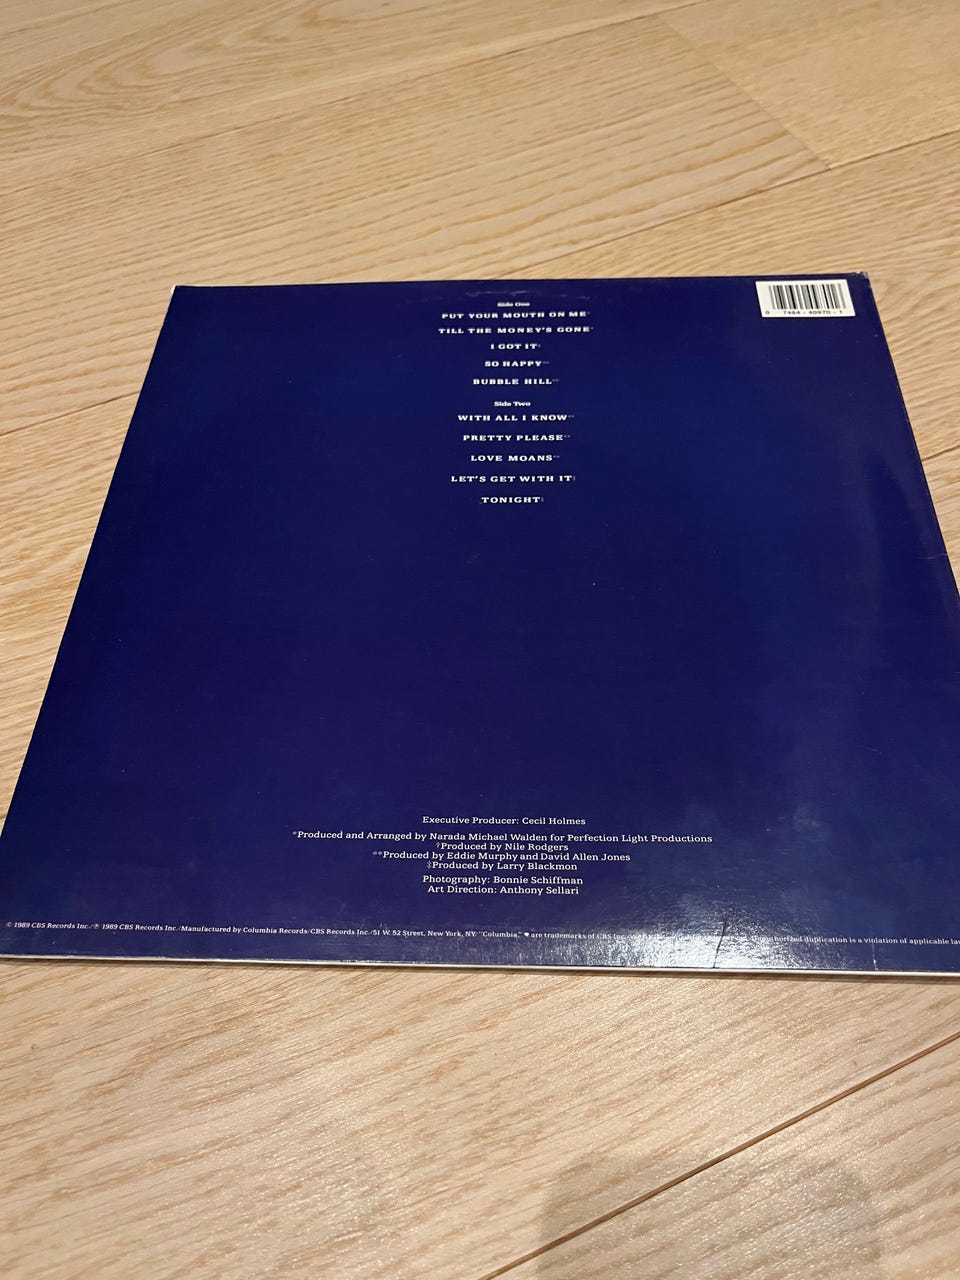 0 7464-40970-1
Side One
PUT YOUR MOUTH ON ME*
TILL THE MONEY'S GONE*
I GOT IT†
SO HAPPY**
BUBBLE HILL**
Side Two
WITH ALL I KNOW**
PRETTY PLEASE**
LOVE MOANS**
LET'S GET WITH IT‡
TONIGHT‡
Executive Producer: Cecil Holmes
*Produced and Arranged by Narada Michael Walden for Perfection Light Productions
†Produced by Nile Rodgers
**Produced by Eddie Murphy and David Allen Jones
‡Produced by Larry Blackmon
Photography: Bonnie Schiffman
Art Direction: Anthony Sellari
© 1989 CBS Records Inc./℗ 1989 CBS Records Inc./Manufactured by Columbia Records/CBS Records Inc./51 W. 52 Street, New York, NY/"Columbia," are trademarks of CBS Inc. Unauthorized duplication is a violation of applicable